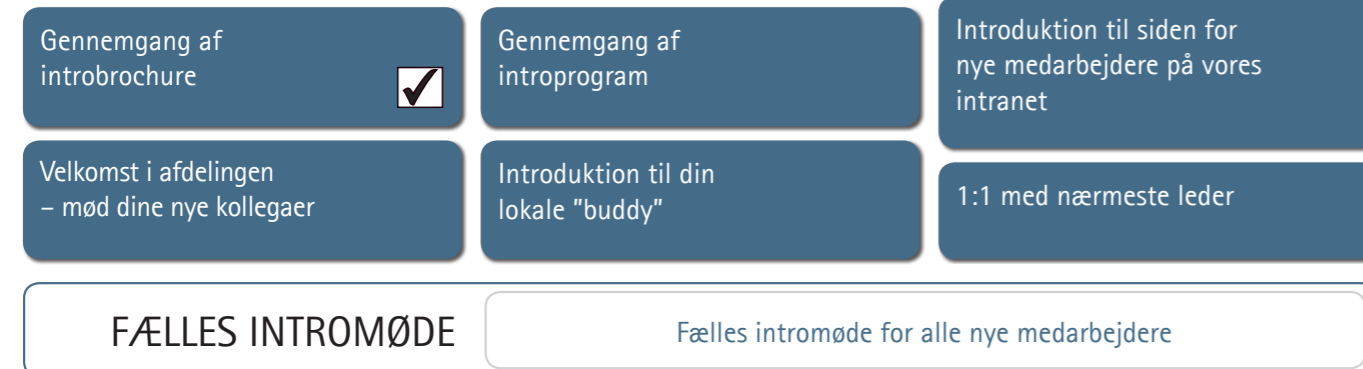 Gennemgang af
introbrochure
Gennemgang af
introprogram
Introduktion til siden for
nye medarbejdere på vores
intranet
Velkomst i afdelingen
– mød dine nye kollegaer
Introduktion til din
lokale "buddy"
1:1 med nærmeste leder
FÆLLES INTROMØDE
Fælles intromøde for alle nye medarbejdere